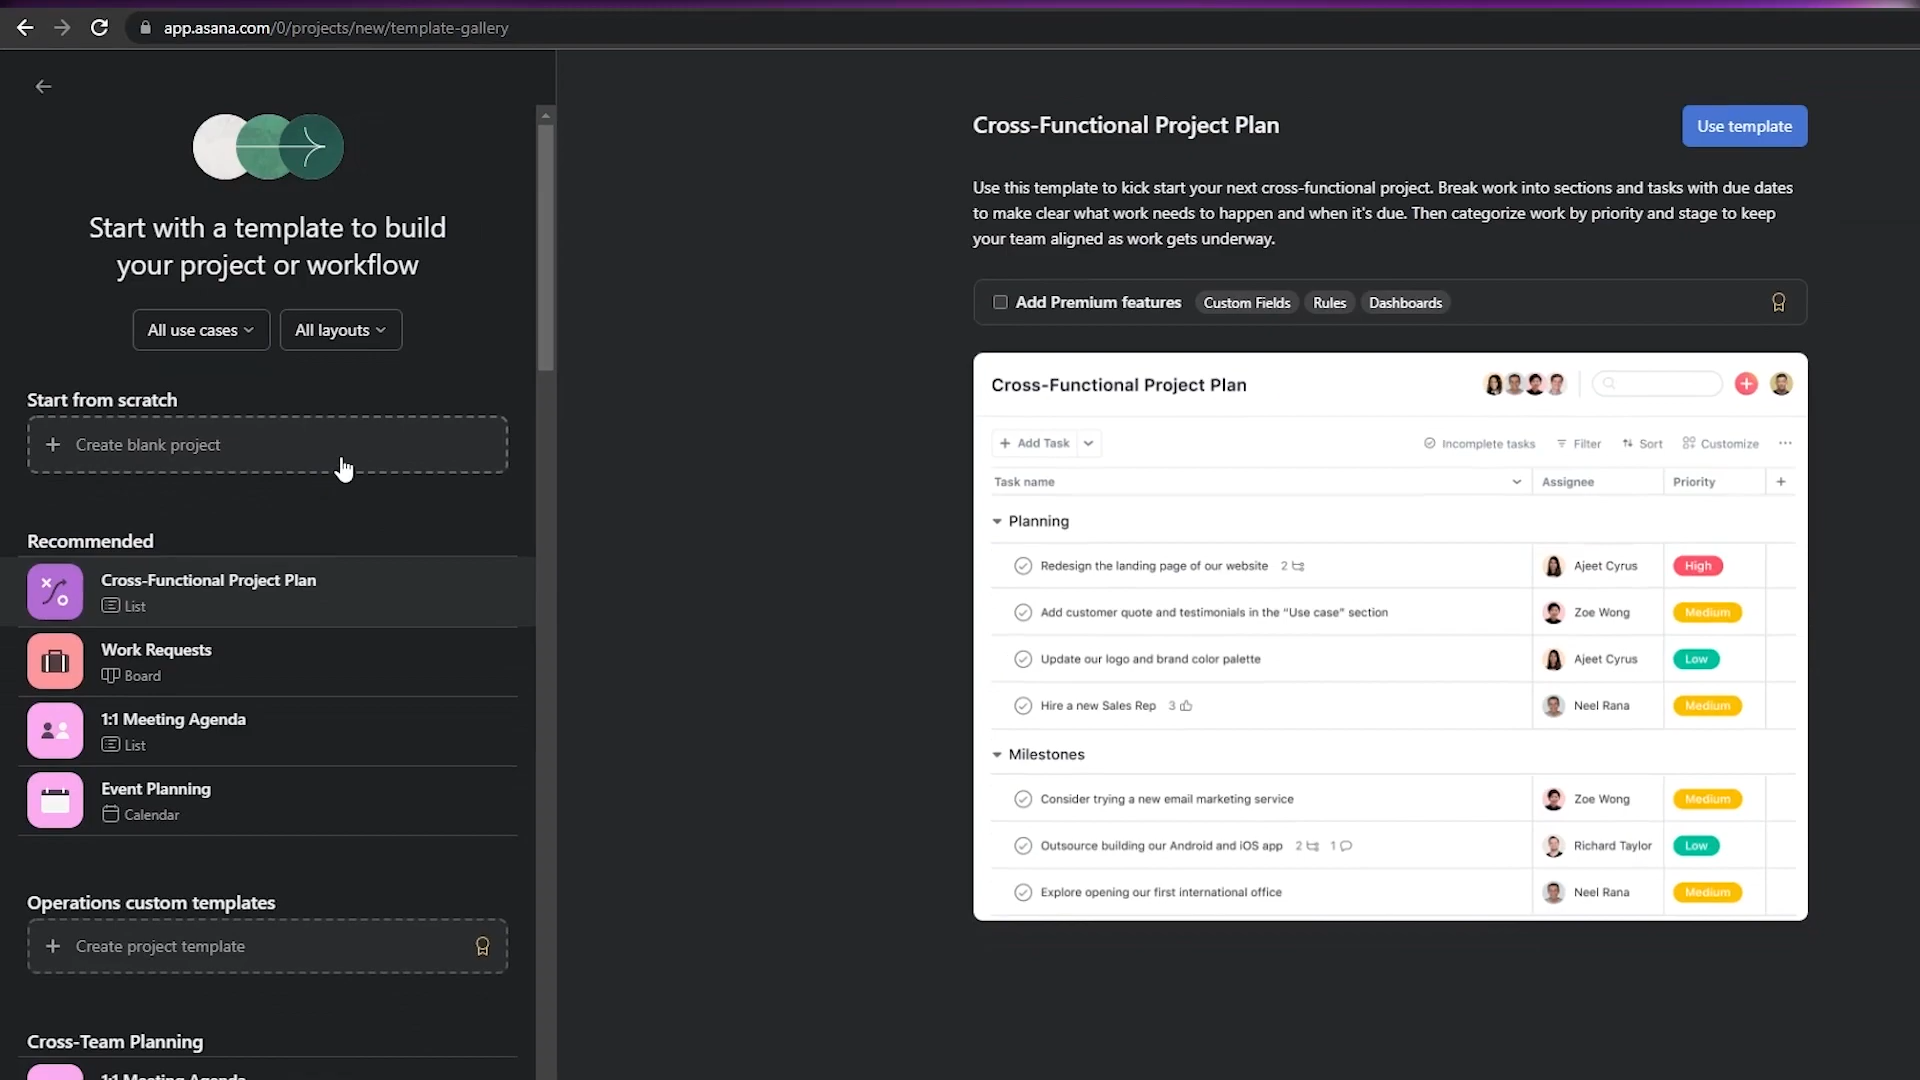 app.asana.com/0/projects/new/template-gallery
Start with a template to build
your project or workflow
All use cases
All layouts
Start from scratch
+ Create blank project
Recommended
Cross-Functional Project Plan
List
Work Requests
Board
1:1 Meeting Agenda
List
Event Planning
Calendar
Operations custom templates
+ Create project template
Cross-Team Planning
1:1 Meeting Agenda
Cross-Functional Project Plan
Use template
Use this template to kick start your next cross-functional project. Break work into sections and tasks with due dates
to make clear what work needs to happen and when it's due. Then categorize work by priority and stage to keep
your team aligned as work gets underway.
Add Premium features Custom Fields Rules Dashboards
Cross-Functional Project Plan
+ Add Task
Incomplete tasks Filter Sort Customize ...
Task name Assignee Priority +
Planning
Redesign the landing page of our website 2 Ajeet Cyrus High
Add customer quote and testimonials in the "Use case" section Zoe Wong Medium
Update our logo and brand color palette Ajeet Cyrus Low
Hire a new Sales Rep 3 Neel Rana Medium
Milestones
Consider trying a new email marketing service Zoe Wong Medium
Outsource building our Android and iOS app 2 1 Richard Taylor Low
Explore opening our first international office Neel Rana Medium